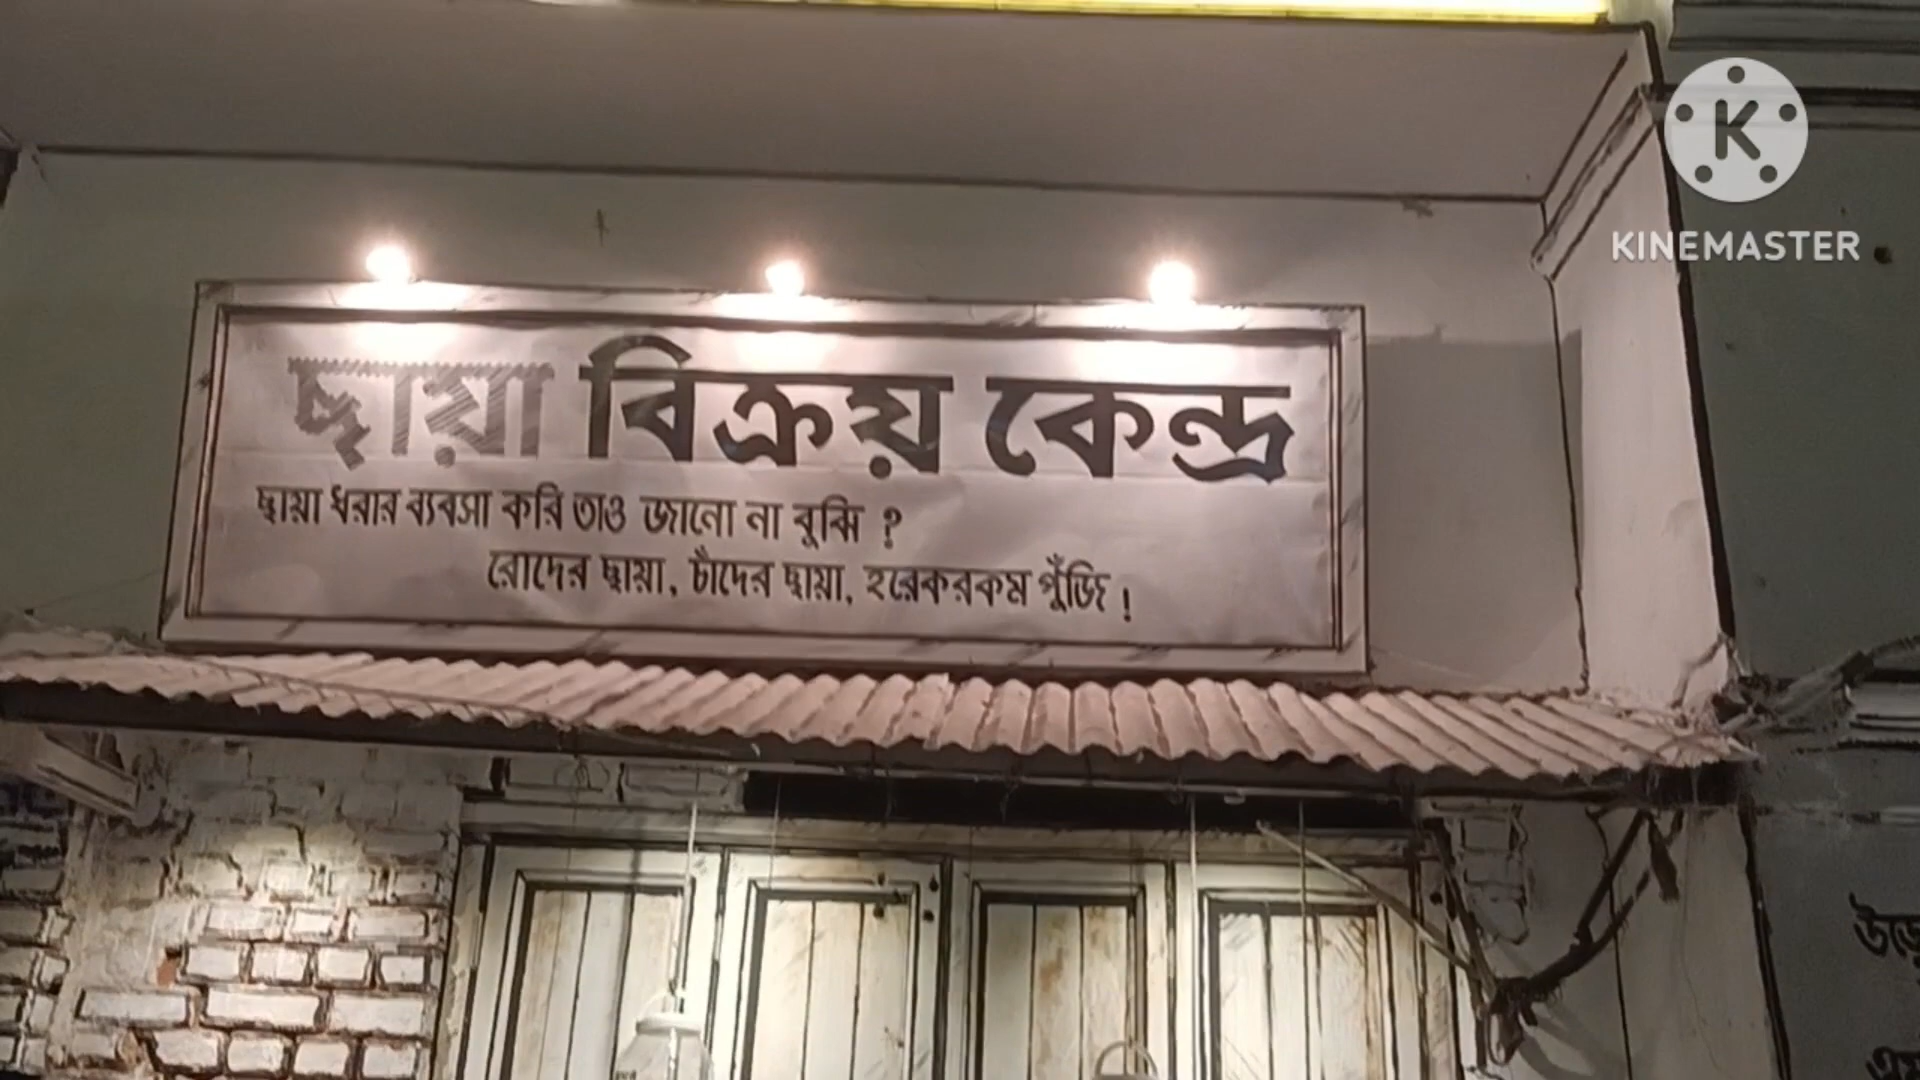 K
KINEMASTER
ছায়া বিক্রয় কেন্দ্র
ছায়া ধরার ব্যবসা করি তাও জানো না বুঝি ?
রোদের ছায়া, চাঁদের ছায়া, হরেকরকম পুঁজি !